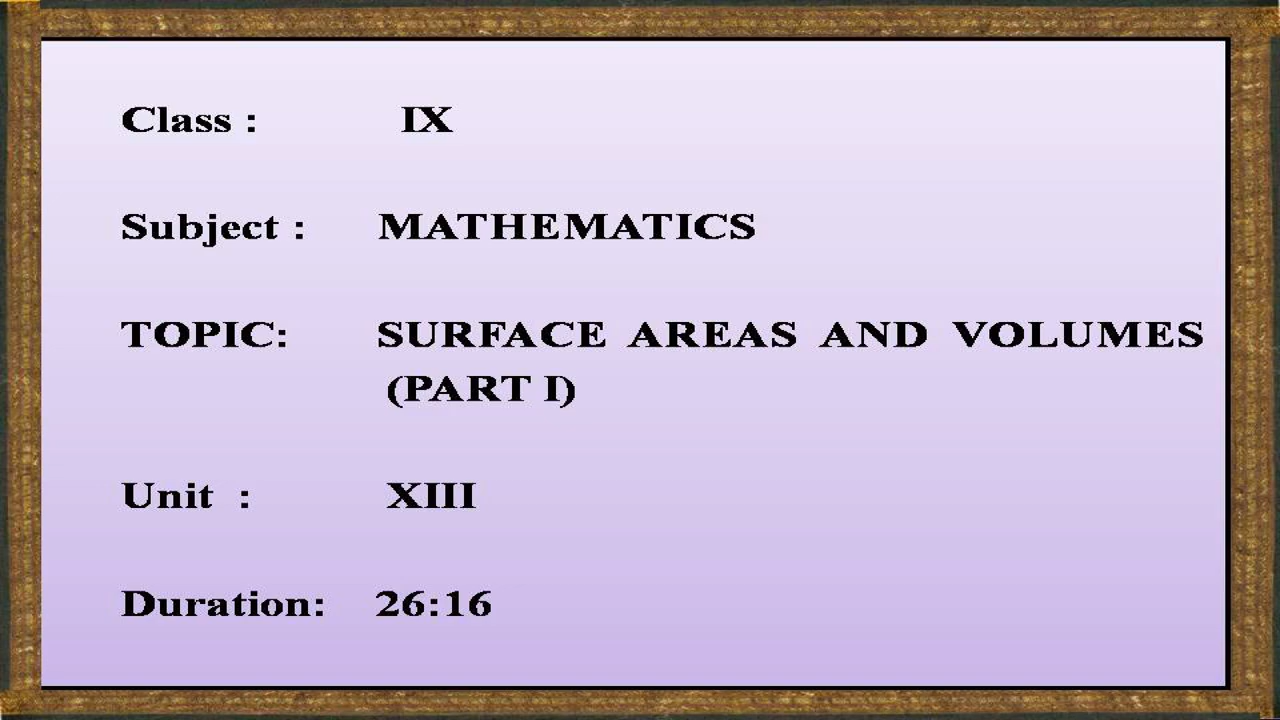 Class : IX
Subject : MATHEMATICS
TOPIC: SURFACE AREAS AND VOLUMES
(PART I)
Unit : XIII
Duration: 26:16